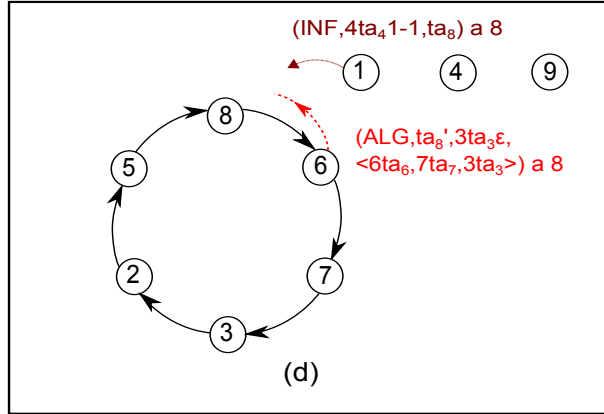 (INF,4ta₄1-1,ta₈) a 8
1 4 9
8
(ALG,ta₈',3ta₃ε,
<6ta₆,7ta₇,3ta₃>) a 8
5
6
2
7
3
(d)